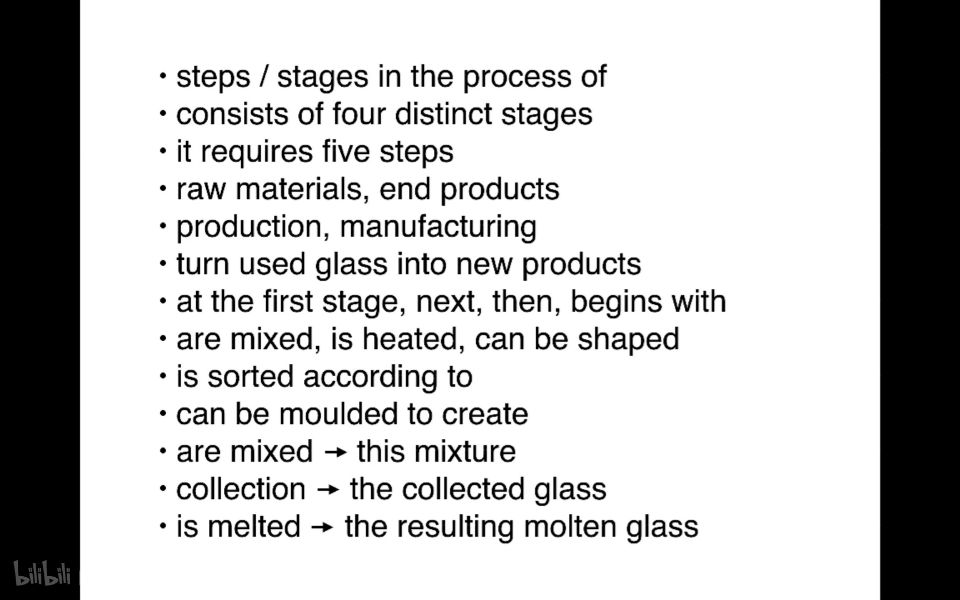 • steps / stages in the process of
• consists of four distinct stages
• it requires five steps
• raw materials, end products
• production, manufacturing
• turn used glass into new products
• at the first stage, next, then, begins with
• are mixed, is heated, can be shaped
• is sorted according to
• can be moulded to create
• are mixed → this mixture
• collection → the collected glass
• is melted → the resulting molten glass
bilibili